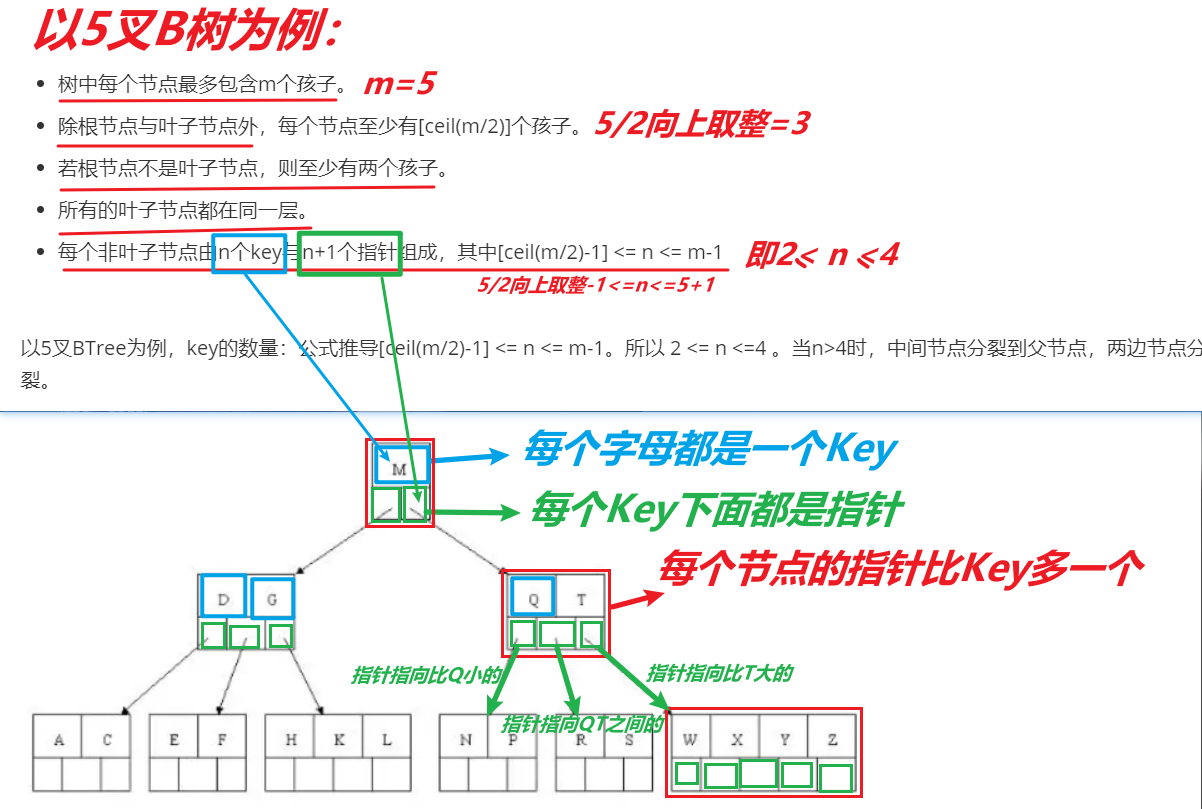 以5叉B树为例：
树中每个节点最多包含m个孩子。 m=5
除根节点与叶子节点外，每个节点至少有[ceil(m/2)]个孩子。 5/2向上取整=3
若根节点不是叶子节点，则至少有两个孩子。
所有的叶子节点都在同一层。
每个非叶子节点由n个key与n+1个指针组成，其中[ceil(m/2)-1] <= n <= m-1 即2≤ n ≤4
5/2向上取整-1<=n<=5+1
以5叉BTree为例，key的数量：公式推导[ceil(m/2)-1] <= n <= m-1。所以 2 <= n <=4 。当n>4时，中间节点分裂到父节点，两边节点分
裂。
每个字母都是一个Key
M
每个Key下面都是指针
每个节点的指针比Key多一个
D G
Q T
指针指向比Q小的
指针指向比T大的
指针指向QT之间的
A C
E F
H K L
N P
R S
W X Y Z